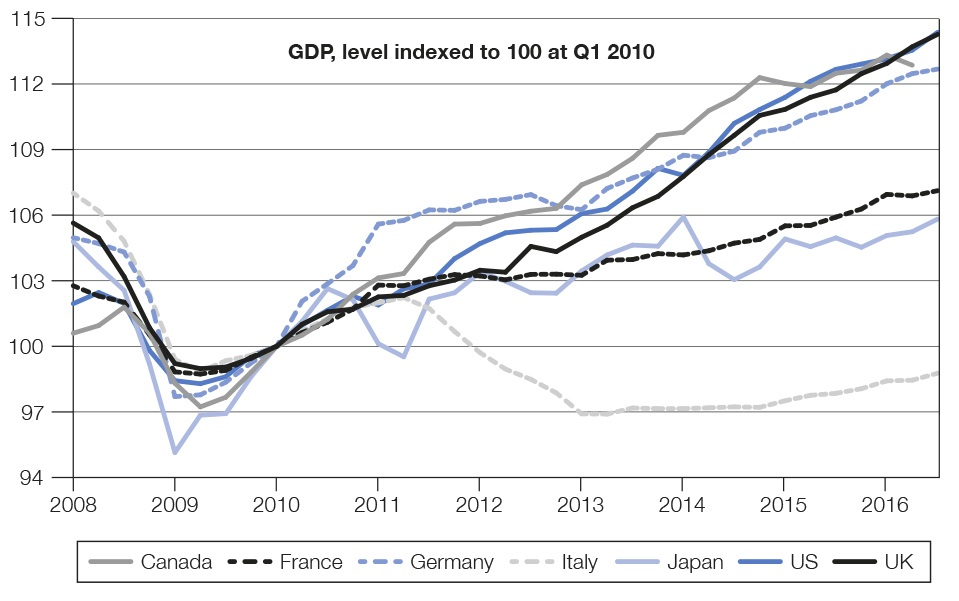 GDP, level indexed to 100 at Q1 2010
115
112
109
106
103
100
97
94
2008 2009 2010 2011 2012 2013 2014 2015 2016
Canada France Germany Italy Japan US UK